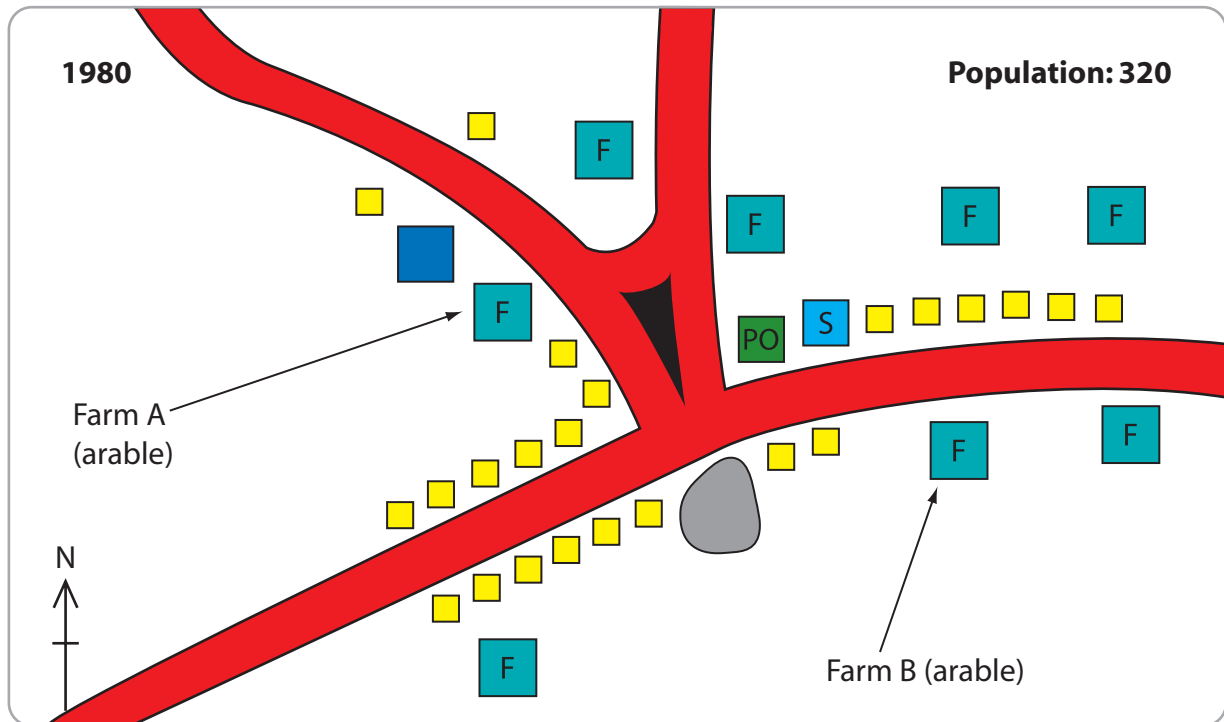 1980
Population: 320
F
F
F
F
F
S
PO
Farm A
(arable)
F
F
N
F
Farm B (arable)